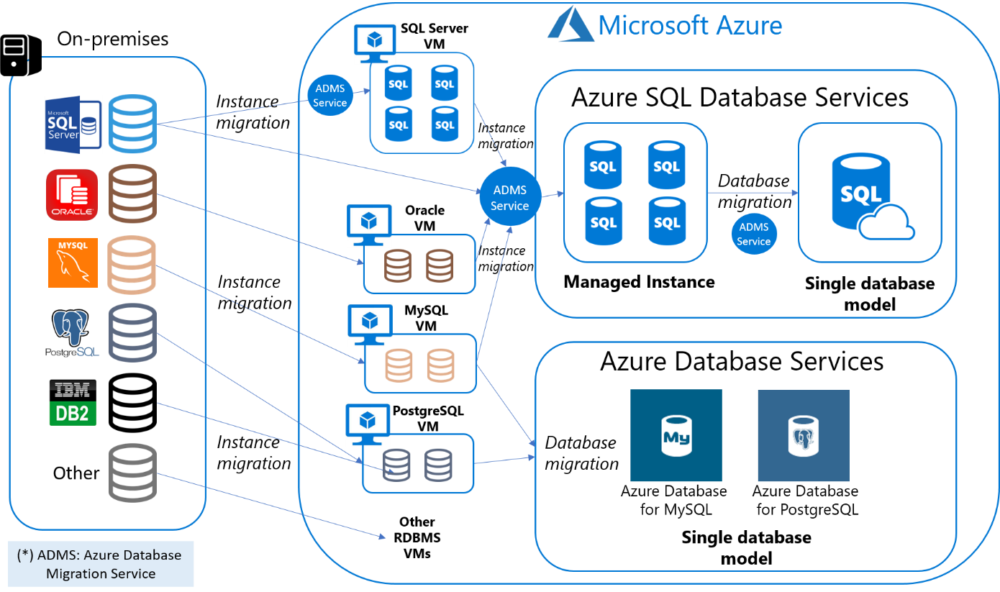 On-premises
Microsoft
SQL
Server
ORACLE
MYSQL
PostgreSQL
IBM
DB2
Other
(*) ADMS: Azure Database
Migration Service
Instance
migration
Instance
migration
Instance
migration
Microsoft Azure
ADMS
Service
SQL Server
VM
SQL
SQL
SQL
SQL
Instance
migration
ADMS
Service
Oracle
VM
Instance
migration
MySQL
VM
PostgreSQL
VM
Other
RDBMS
VMs
Azure SQL Database Services
SQL
SQL
SQL
SQL
Managed Instance
Database
migration
ADMS
Service
SQL
Single database
model
Azure Database Services
Database
migration
My
Azure Database
for MySQL
Azure Database
for PostgreSQL
Single database
model